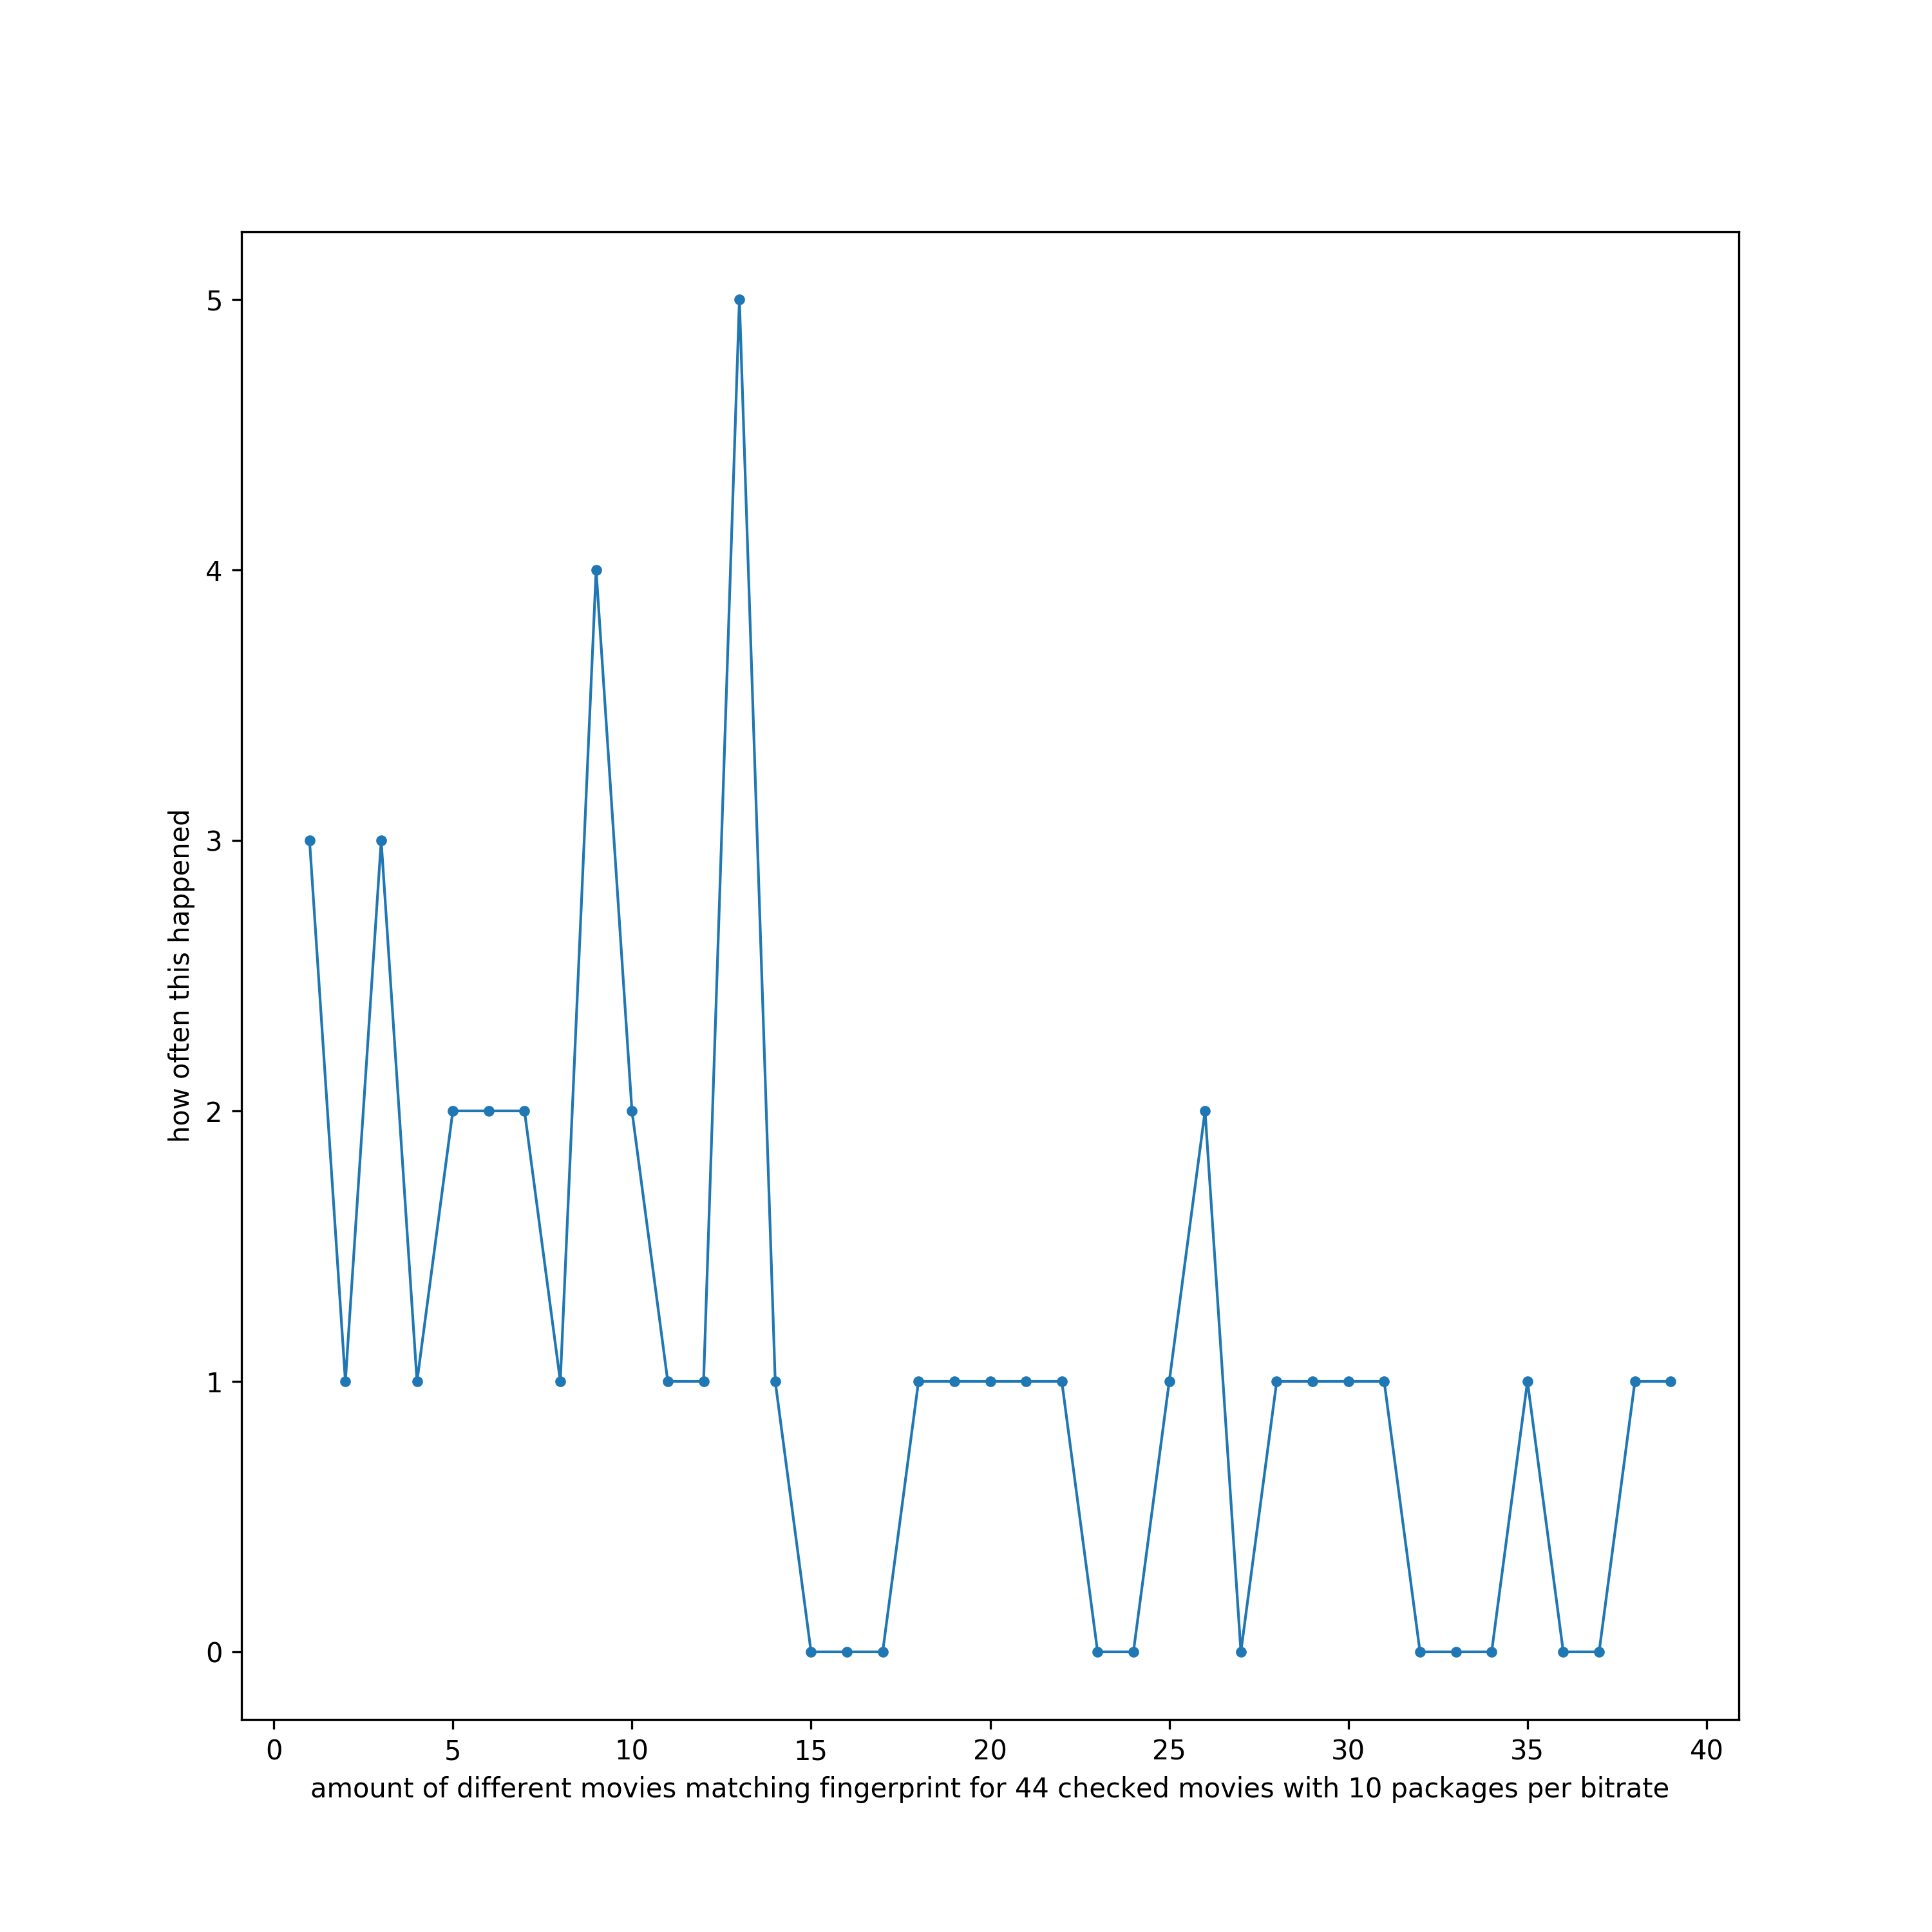 5
4
3
2
1
0
how often this happened
0 5 10 15 20 25 30 35 40
amount of different movies matching fingerprint for 44 checked movies with 10 packages per bitrate